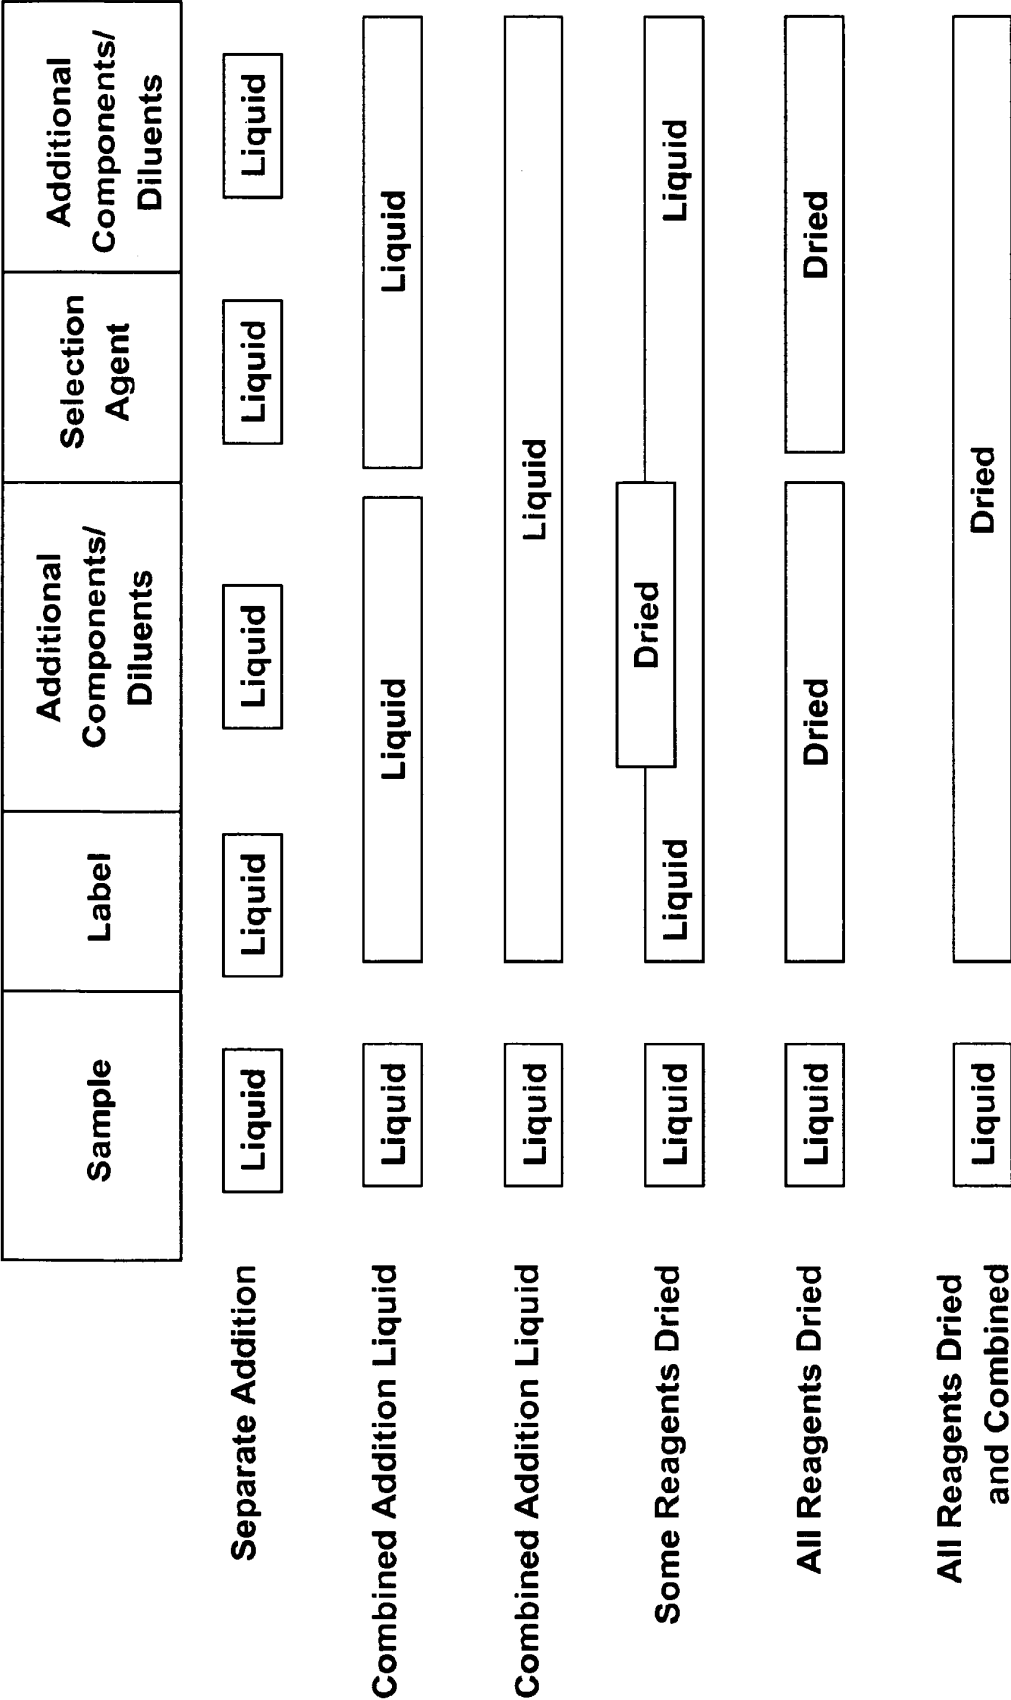 Sample
Label
Additional
Components/
Diluents
Selection
Agent
Additional
Components/
Diluents
Separate Addition
Liquid
Liquid
Liquid
Liquid
Liquid
Combined Addition Liquid
Liquid
Liquid
Liquid
Combined Addition Liquid
Liquid
Liquid
Some Reagents Dried
Liquid
Liquid
Dried
Liquid
All Reagents Dried
Liquid
Dried
Dried
All Reagents Dried
and Combined
Liquid
Dried